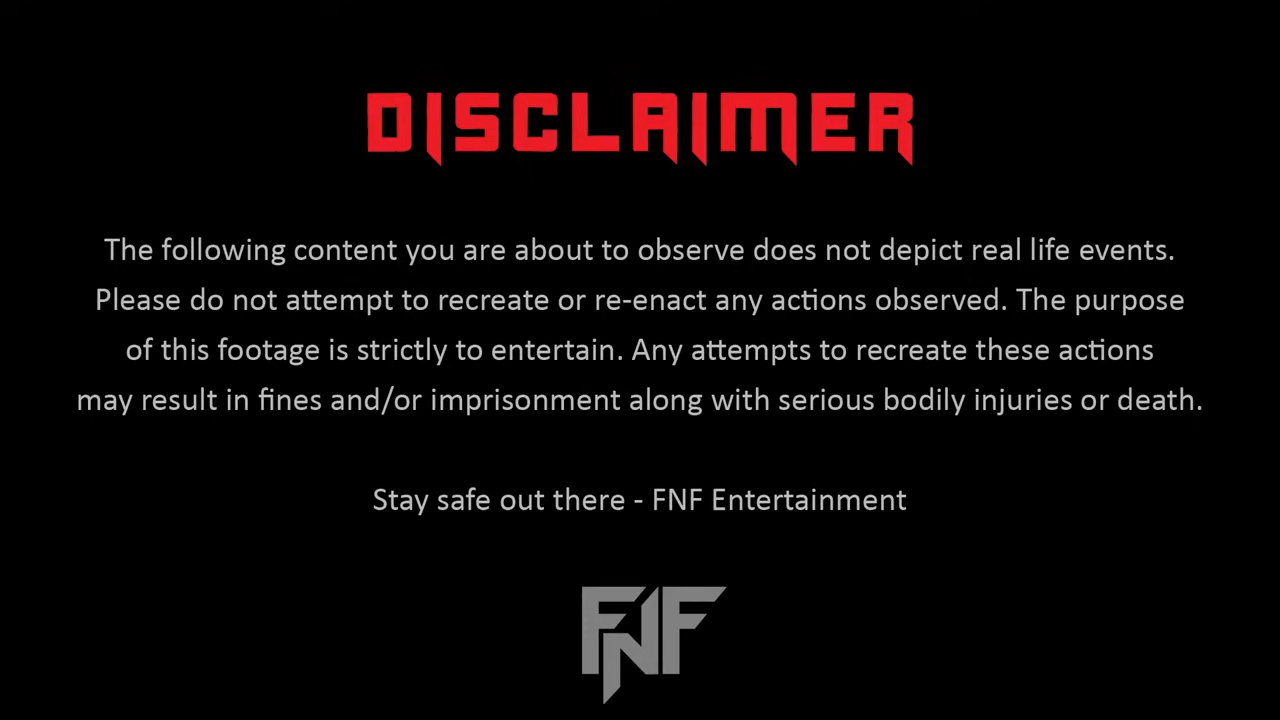 DISCLAIMER
The following content you are about to observe does not depict real life events.
Please do not attempt to recreate or re-enact any actions observed. The purpose
of this footage is strictly to entertain. Any attempts to recreate these actions
may result in fines and/or imprisonment along with serious bodily injuries or death.
Stay safe out there - FNF Entertainment
FNF